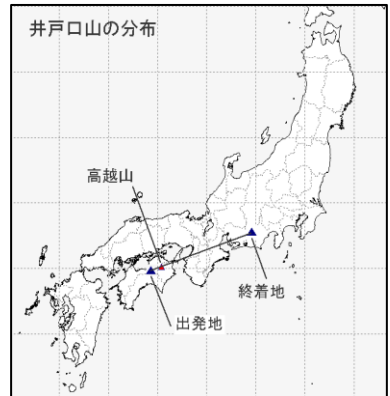 井戸口山の分布
高越山
終着地
出発地